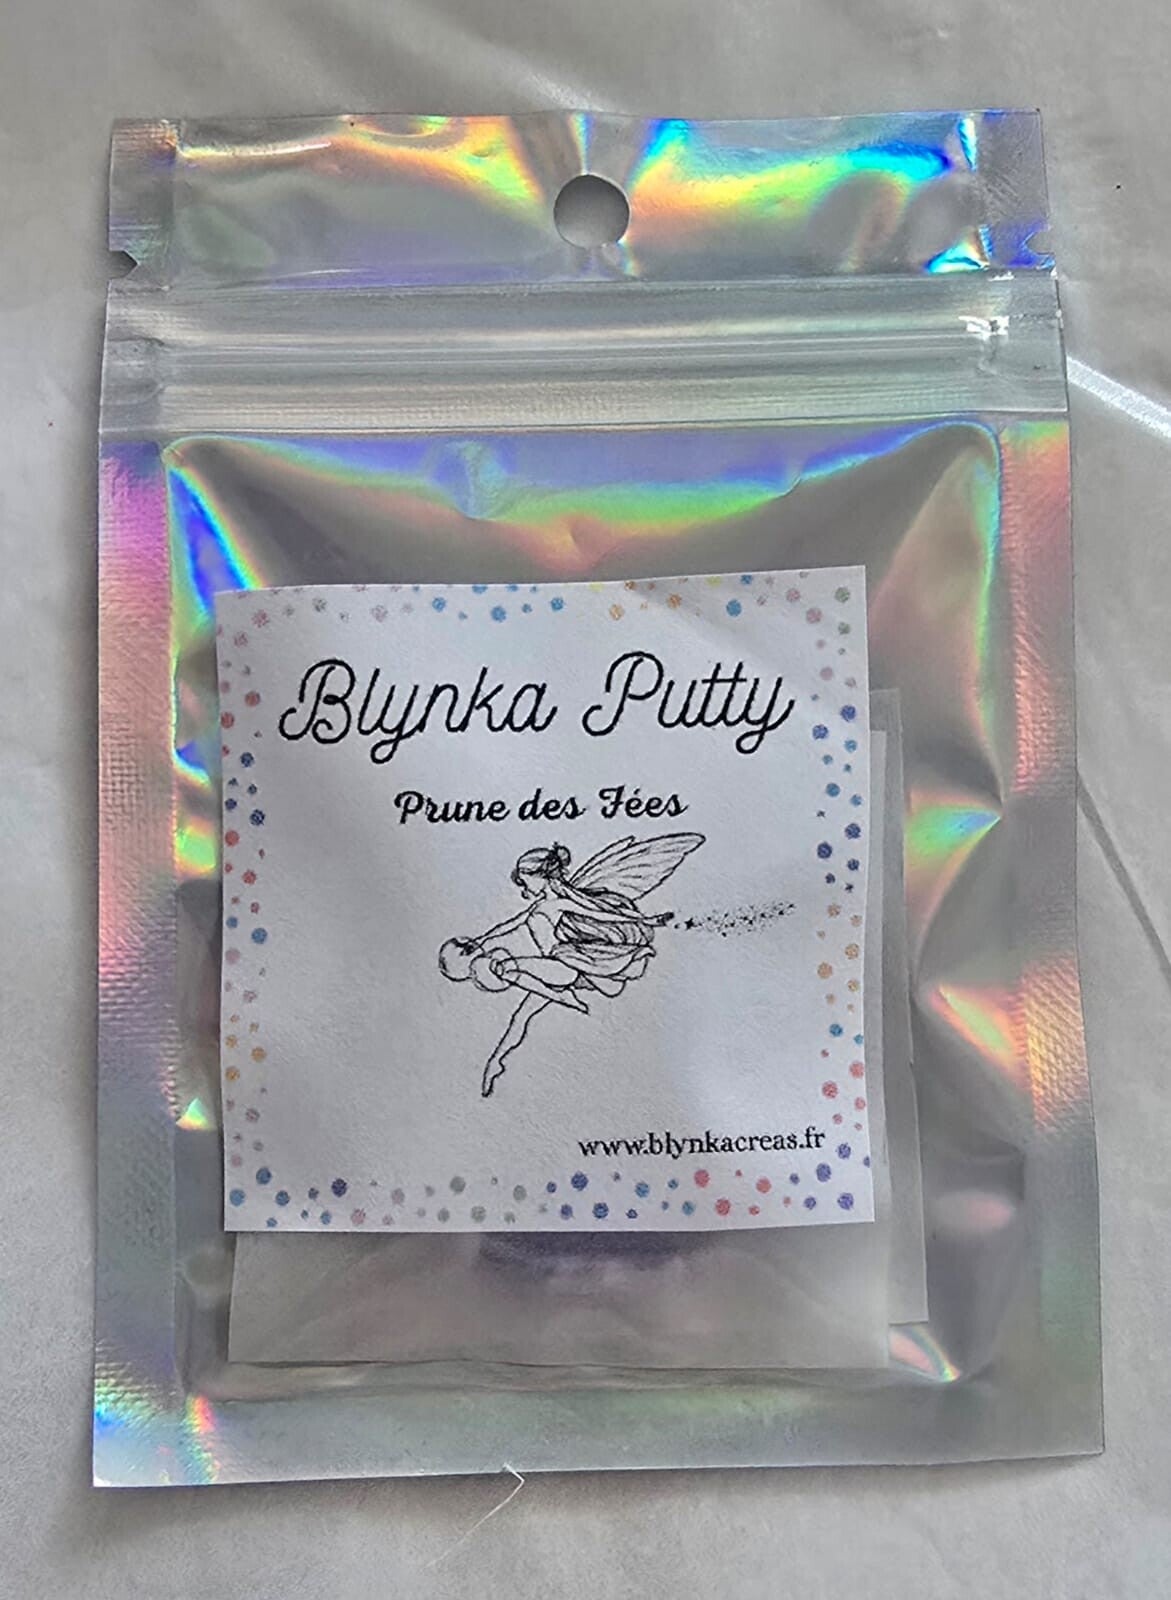 Blynka Putty
Prune des Fées
www.blynkacreas.fr